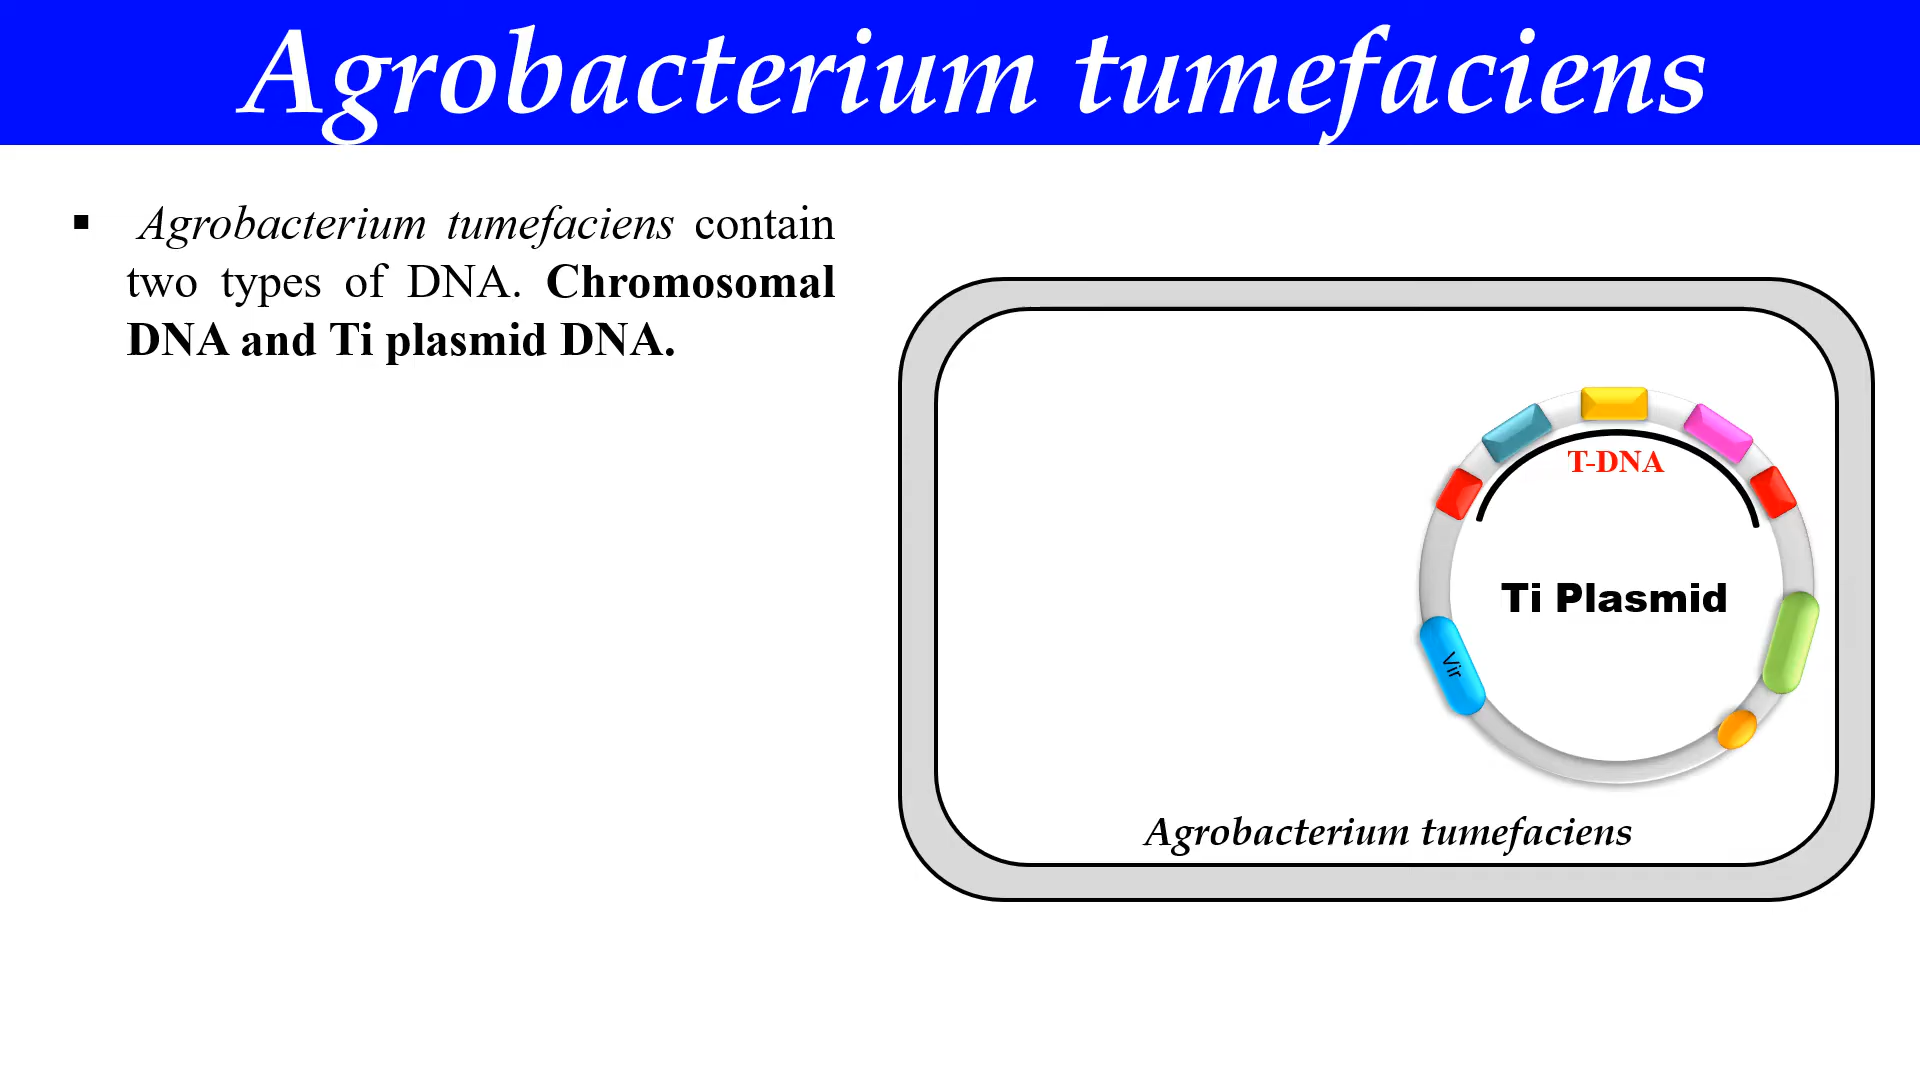 Agrobacterium tumefaciens
▪ Agrobacterium tumefaciens contain
two types of DNA. Chromosomal
DNA and Ti plasmid DNA.
T-DNA
Ti Plasmid
Vir
Agrobacterium tumefaciens